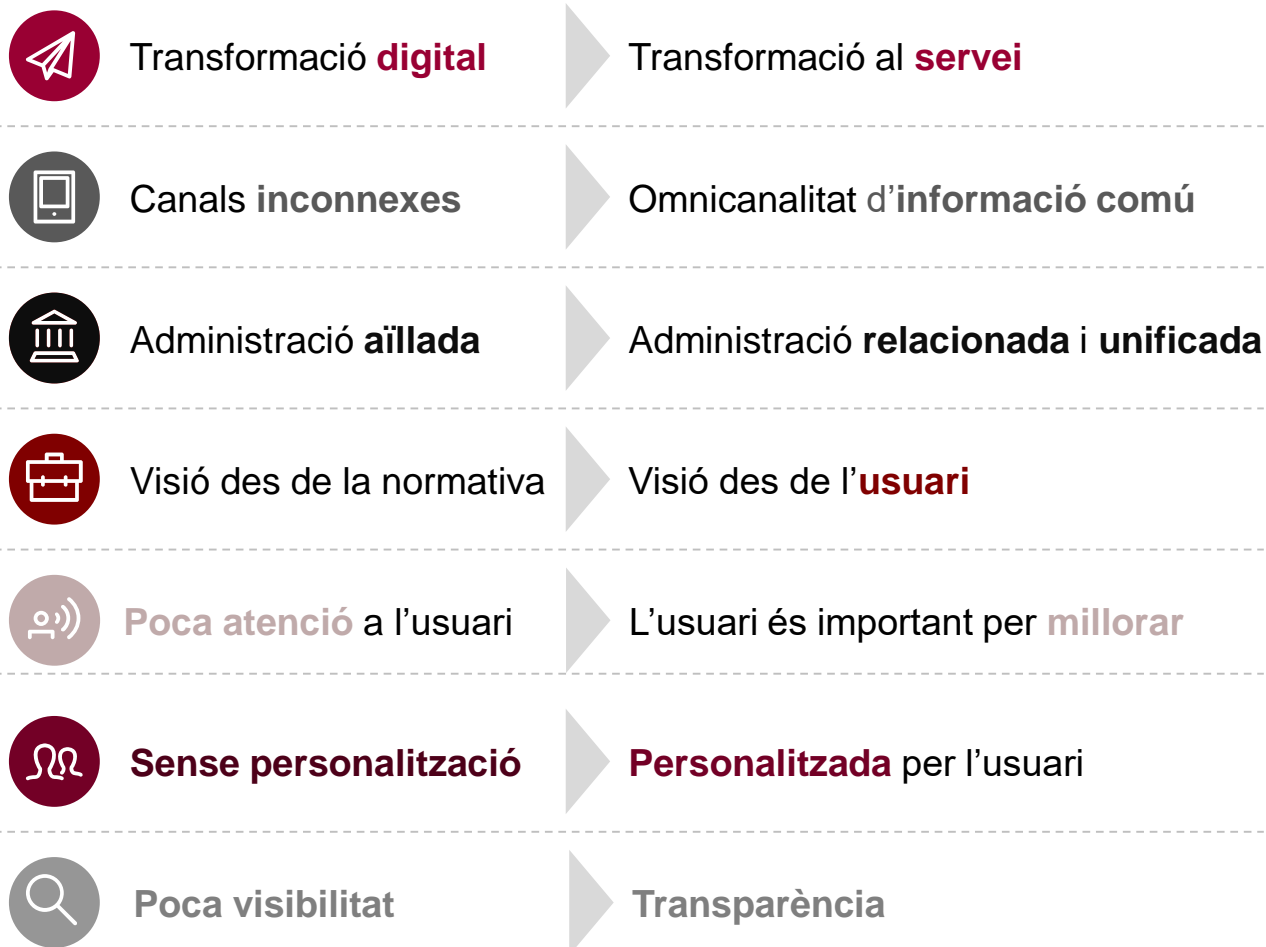 Transformació digital
Transformació al servei
Canals inconnexes
Omnicanalitat d’informació comú
Administració aïllada
Administració relacionada i unificada
Visió des de la normativa
Visió des de l’usuari
Poca atenció a l’usuari
L’usuari és important per millorar
Sense personalització
Personalitzada per l’usuari
Poca visibilitat
Transparència